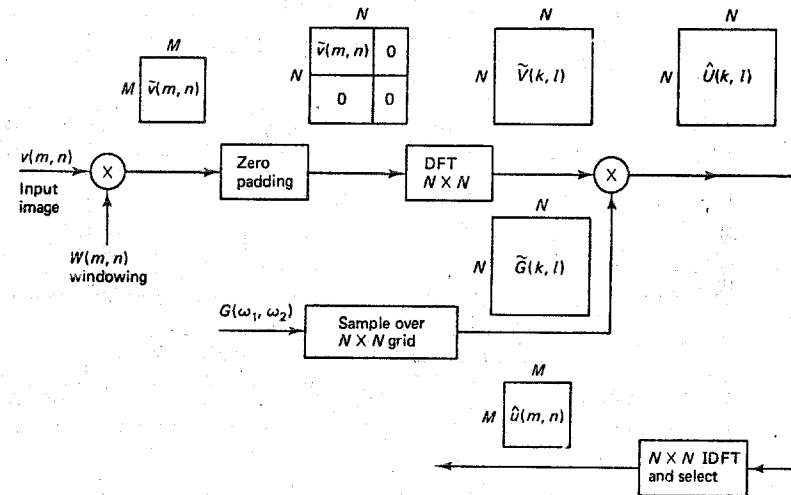 N
N
N
M
M
ṽ(m, n)
N
ṽ(m, n)
0
0
0
N
Ṽ(k, l)
N
Û(k, l)
v(m, n)
Input
image
×
W(m, n)
windowing
Zero
padding
DFT
N × N
×
N
N
G̃(k, l)
G(ω₁, ω₂)
Sample over
N × N grid
M
M
û(m, n)
N × N IDFT
and select